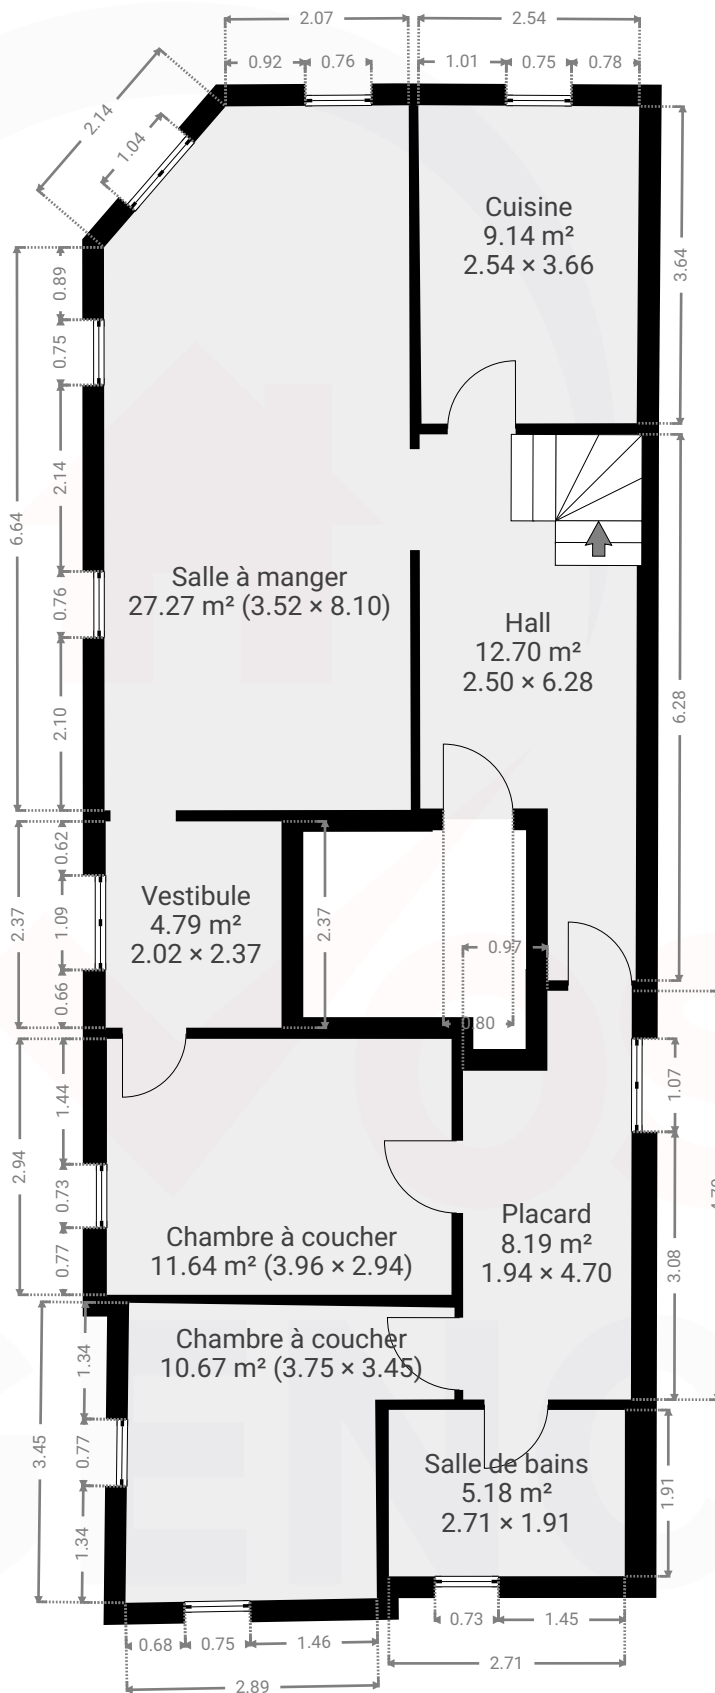 2.07
2.54
0.92
0.76
1.01
0.75
0.78
2.14
1.04
Cuisine
9.14 m²
2.54 × 3.66
3.64
0.89
0.75
2.14
6.64
0.76
2.10
Salle à manger
27.27 m² (3.52 × 8.10)
Hall
12.70 m²
2.50 × 6.28
6.28
0.62
2.37
1.09
0.66
Vestibule
4.79 m²
2.02 × 2.37
2.37
0.97
0.80
1.44
2.94
0.73
0.77
1.07
Chambre à coucher
11.64 m² (3.96 × 2.94)
Placard
8.19 m²
1.94 × 4.70
3.08
Chambre à coucher
10.67 m² (3.75 × 3.45)
1.34
3.45
0.77
1.34
Salle de bains
5.18 m²
2.71 × 1.91
1.91
0.68
0.75
1.46
0.73
1.45
2.89
2.71